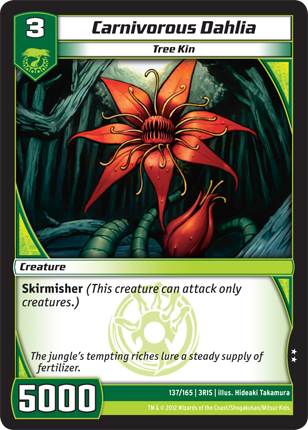 3
Carnivorous Dahlia
Tree Kin
Creature
Skirmisher (This creature can attack only
creatures.)
The jungle's tempting riches lure a steady supply of
fertilizer.
5000
137/165 | 3RIS | illus. Hideaki Takamura
TM & © 2012 Wizards of the Coast/Shogakukan/Mitsui-Kids.